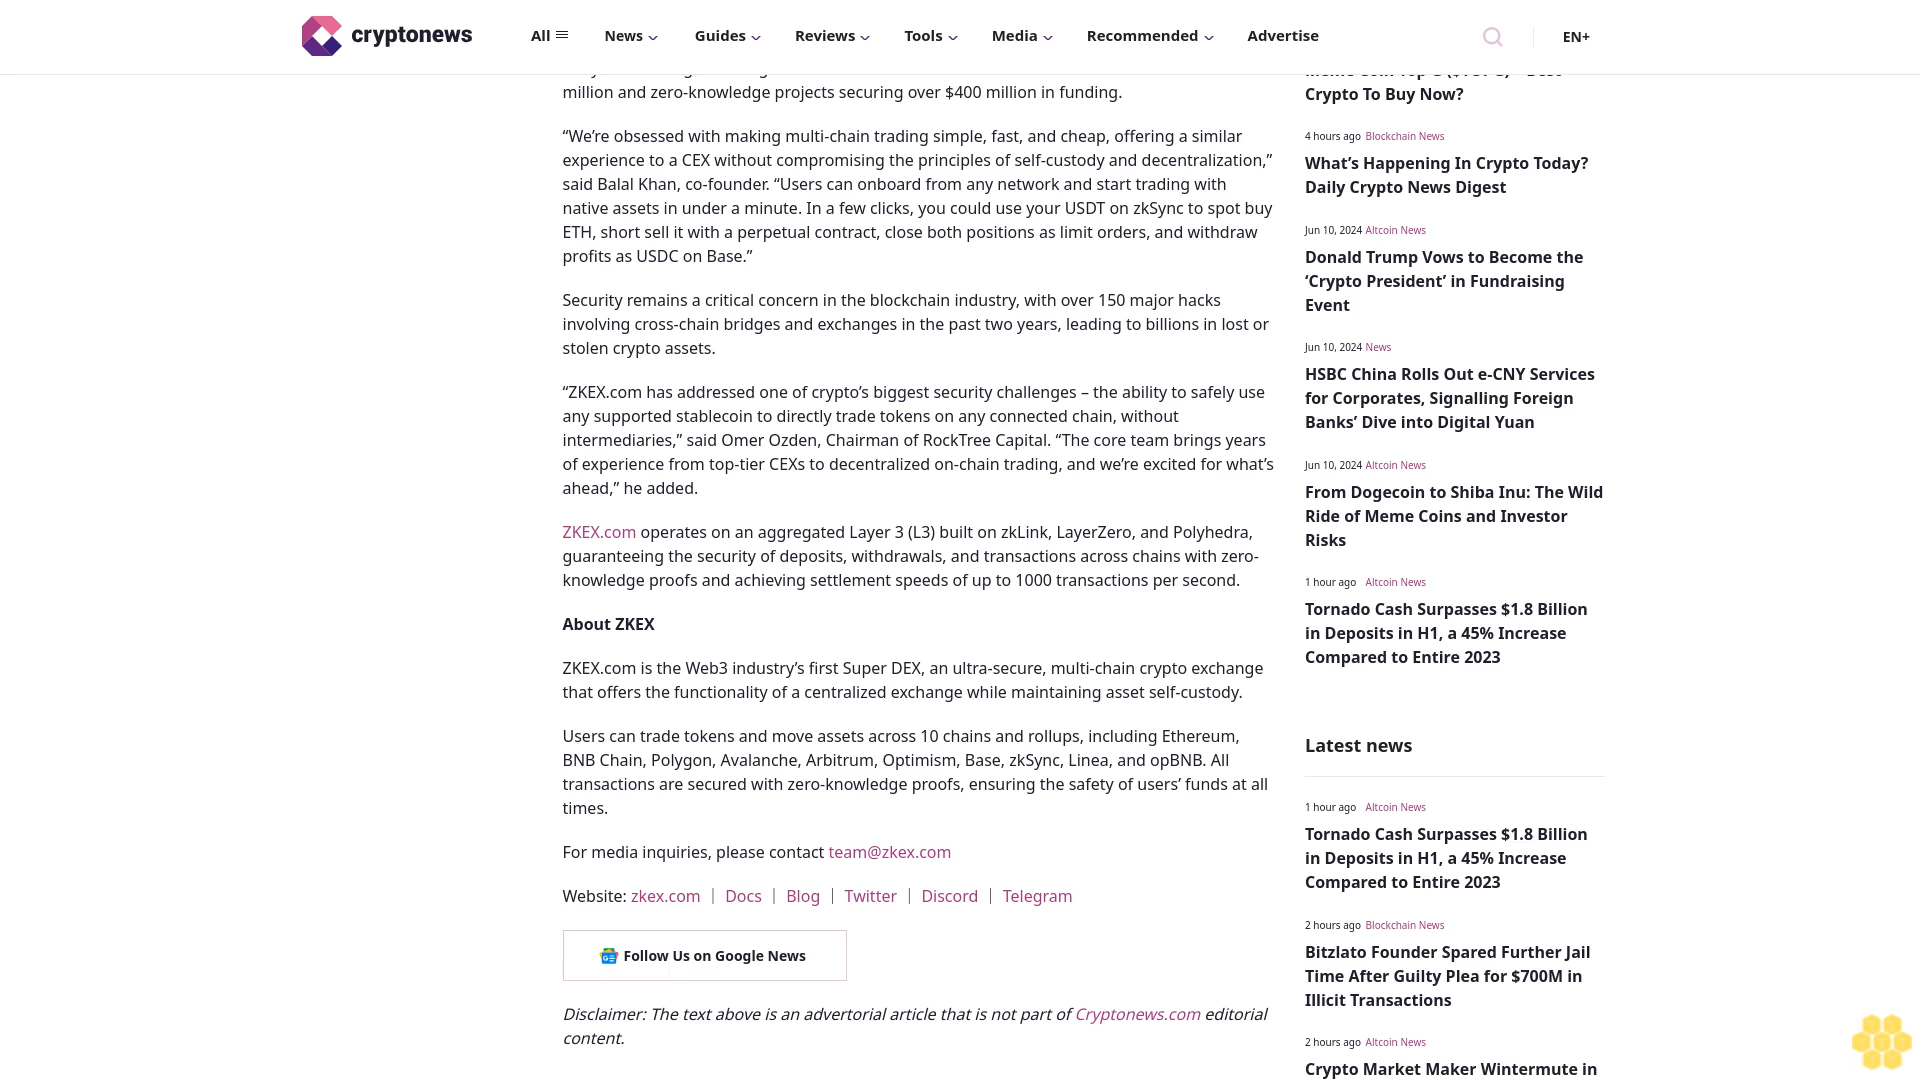 cryptonews
All
News
Guides
Reviews
Tools
Media
Recommended
Advertise
EN+
million and zero-knowledge projects securing over $400 million in funding.
“We’re obsessed with making multi-chain trading simple, fast, and cheap, offering a similar
experience to a CEX without compromising the principles of self-custody and decentralization,”
said Balal Khan, co-founder. “Users can onboard from any network and start trading with
native assets in under a minute. In a few clicks, you could use your USDT on zkSync to spot buy
ETH, short sell it with a perpetual contract, close both positions as limit orders, and withdraw
profits as USDC on Base.”
Security remains a critical concern in the blockchain industry, with over 150 major hacks
involving cross-chain bridges and exchanges in the past two years, leading to billions in lost or
stolen crypto assets.
“ZKEX.com has addressed one of crypto’s biggest security challenges – the ability to safely use
any supported stablecoin to directly trade tokens on any connected chain, without
intermediaries,” said Omer Ozden, Chairman of RockTree Capital. “The core team brings years
of experience from top-tier CEXs to decentralized on-chain trading, and we’re excited for what’s
ahead,” he added.
ZKEX.com operates on an aggregated Layer 3 (L3) built on zkLink, LayerZero, and Polyhedra,
guaranteeing the security of deposits, withdrawals, and transactions across chains with zero-
knowledge proofs and achieving settlement speeds of up to 1000 transactions per second.
About ZKEX
ZKEX.com is the Web3 industry’s first Super DEX, an ultra-secure, multi-chain crypto exchange
that offers the functionality of a centralized exchange while maintaining asset self-custody.
Users can trade tokens and move assets across 10 chains and rollups, including Ethereum,
BNB Chain, Polygon, Avalanche, Arbitrum, Optimism, Base, zkSync, Linea, and opBNB. All
transactions are secured with zero-knowledge proofs, ensuring the safety of users’ funds at all
times.
For media inquiries, please contact team@zkex.com
Website: zkex.com | Docs | Blog | Twitter | Discord | Telegram
Follow Us on Google News
Disclaimer: The text above is an advertorial article that is not part of Cryptonews.com editorial
content.
Crypto To Buy Now?
4 hours ago Blockchain News
What’s Happening In Crypto Today?
Daily Crypto News Digest
Jun 10, 2024 Altcoin News
Donald Trump Vows to Become the
‘Crypto President’ in Fundraising
Event
Jun 10, 2024 News
HSBC China Rolls Out e-CNY Services
for Corporates, Signalling Foreign
Banks’ Dive into Digital Yuan
Jun 10, 2024 Altcoin News
From Dogecoin to Shiba Inu: The Wild
Ride of Meme Coins and Investor
Risks
1 hour ago Altcoin News
Tornado Cash Surpasses $1.8 Billion
in Deposits in H1, a 45% Increase
Compared to Entire 2023
Latest news
1 hour ago Altcoin News
Tornado Cash Surpasses $1.8 Billion
in Deposits in H1, a 45% Increase
Compared to Entire 2023
2 hours ago Blockchain News
Bitzlato Founder Spared Further Jail
Time After Guilty Plea for $700M in
Illicit Transactions
2 hours ago Altcoin News
Crypto Market Maker Wintermute in